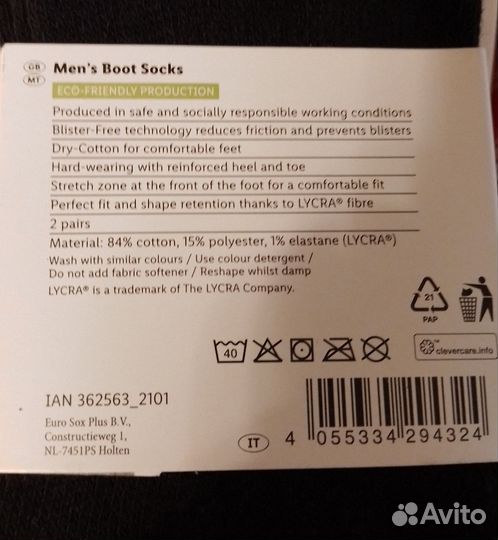 GB Men's Boot Socks
MT
ECO-FRIENDLY PRODUCTION
Produced in safe and socially responsible working conditions
Blister-Free technology reduces friction and prevents blisters
Dry-Cotton for comfortable feet
Hard-wearing with reinforced heel and toe
Stretch zone at the front of the foot for a comfortable fit
Perfect fit and shape retention thanks to LYCRA® fibre
2 pairs
Material: 84% cotton, 15% polyester, 1% elastane (LYCRA®)
Wash with similar colours / Use colour detergent /
Do not add fabric softener / Reshape whilst damp
LYCRA® is a trademark of The LYCRA Company.
21
PAP
40
clevercare.info
IAN 362563_2101
Euro Sox Plus B.V.,
Constructieweg 1,
NL-7451PS Holten
IT
4 055334 294324
Avito